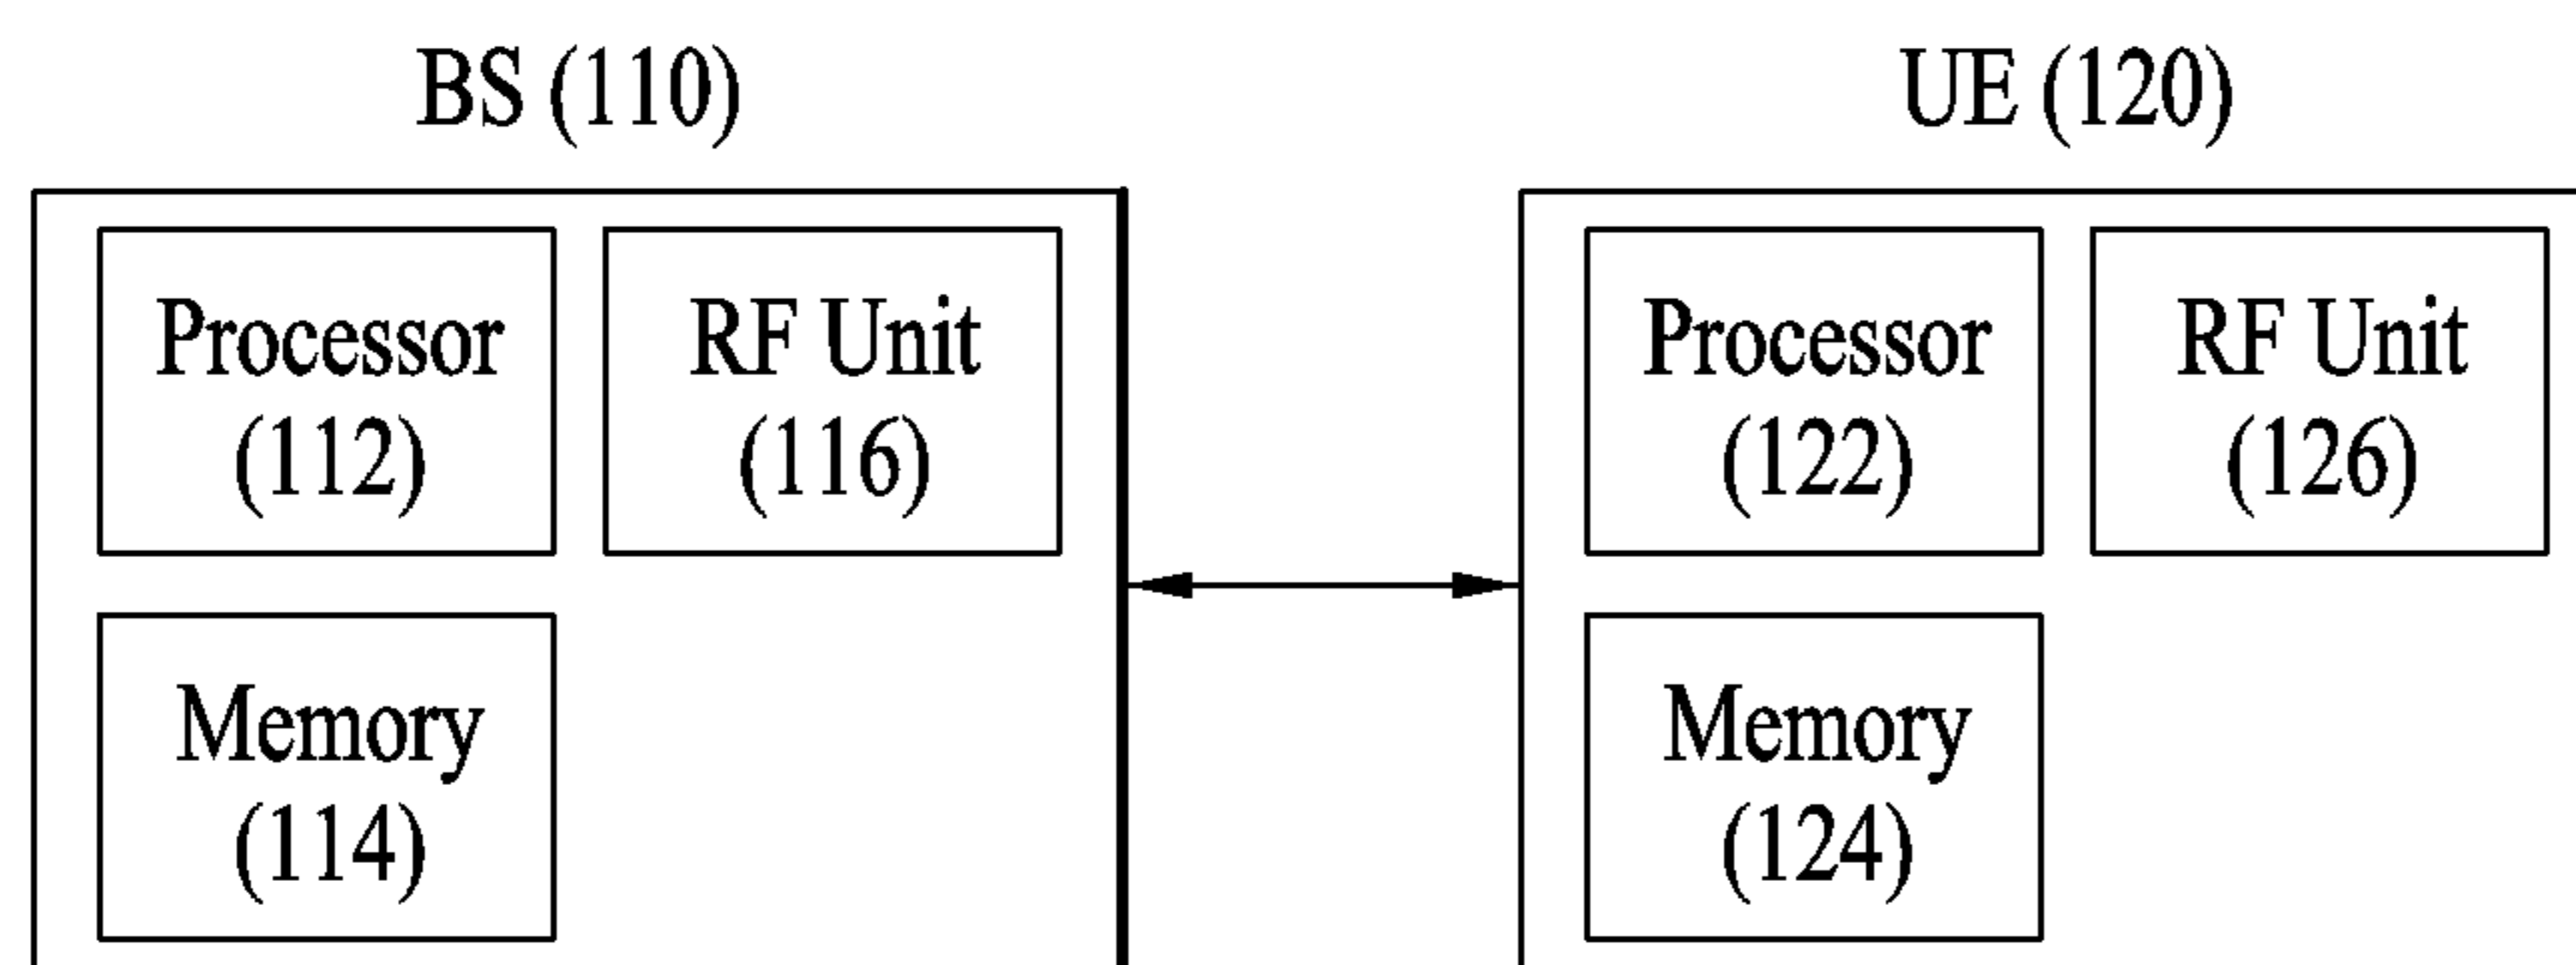 BS (110)
UE (120)
Processor
(112)
RF Unit
(116)
Processor
(122)
RF Unit
(126)
Memory
(114)
Memory
(124)